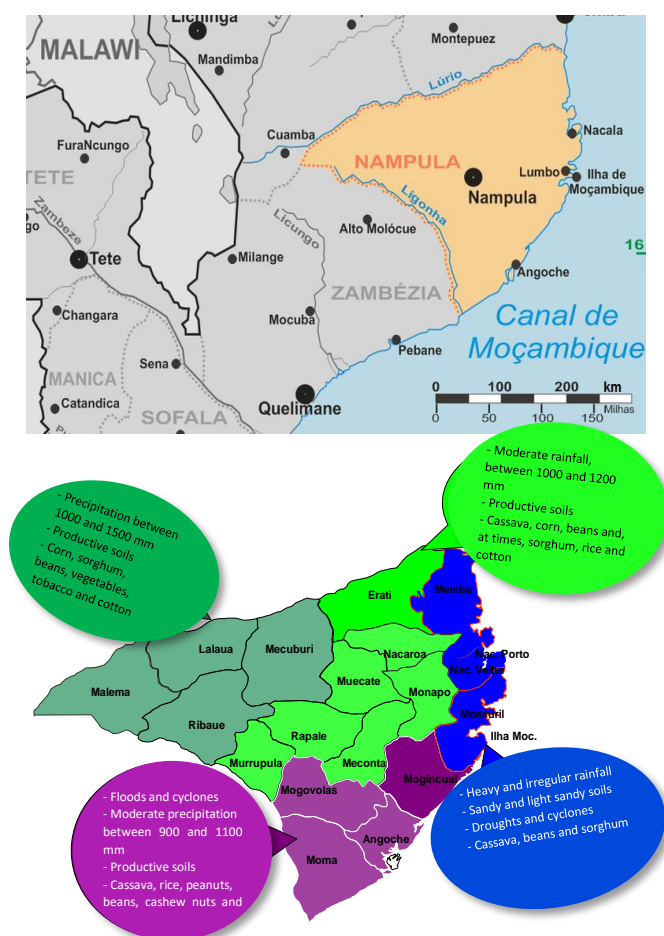 Lichinga
MALAWI
Mandimba
Montepuez
Lúrio
Cuamba
FuraNcungo
TETE
NAMPULA
Nacala
Lumbo
Ilha de
Moçambique
Nampula
Ligonha
Zambeze
Licungo
Alto Molócue
Tete
Milange
16
Angoche
ZAMBÉZIA
Changara
Mocuba
Canal de
Moçambique
Pebane
Sena
MANICA
Catandica
SOFALA
Quelimane
0 100 200 km
0 50 100 150 Milhas
- Moderate rainfall,
between 1000 and 1200
mm
- Productive soils
- Cassava, corn, beans and,
at times, sorghum, rice and
cotton
- Precipitation between
1000 and 1500 mm
- Productive soils
- Corn, sorghum,
beans, vegetables,
tobacco and cotton
Erati
Memba
Lalaua
Mecuburi
Nacaroa
Nac. Porto
Nac. Velha
Malema
Muecate
Monapo
Mossuril
Ribaue
Rapale
Ilha Moc.
Murrupula
Meconta
Mogincual
Mogovolas
Angoche
Moma
- Floods and cyclones
- Moderate precipitation
between 900 and 1100
mm
- Productive soils
- Cassava, rice, peanuts,
beans, cashew nuts and
- Heavy and irregular rainfall
- Sandy and light sandy soils
- Droughts and cyclones
- Cassava, beans and sorghum